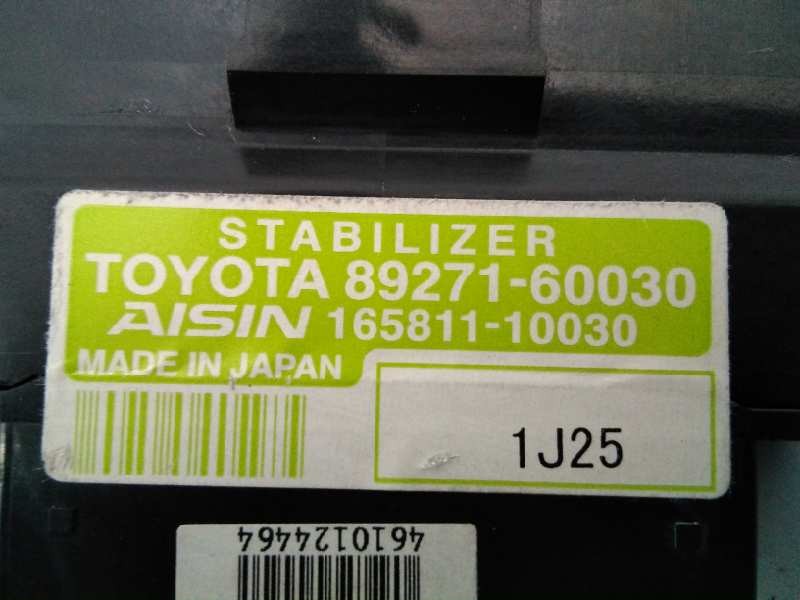 STABILIZER
TOYOTA 89271-60030
AISIN 165811-10030
MADE IN JAPAN
1J25
4610124464